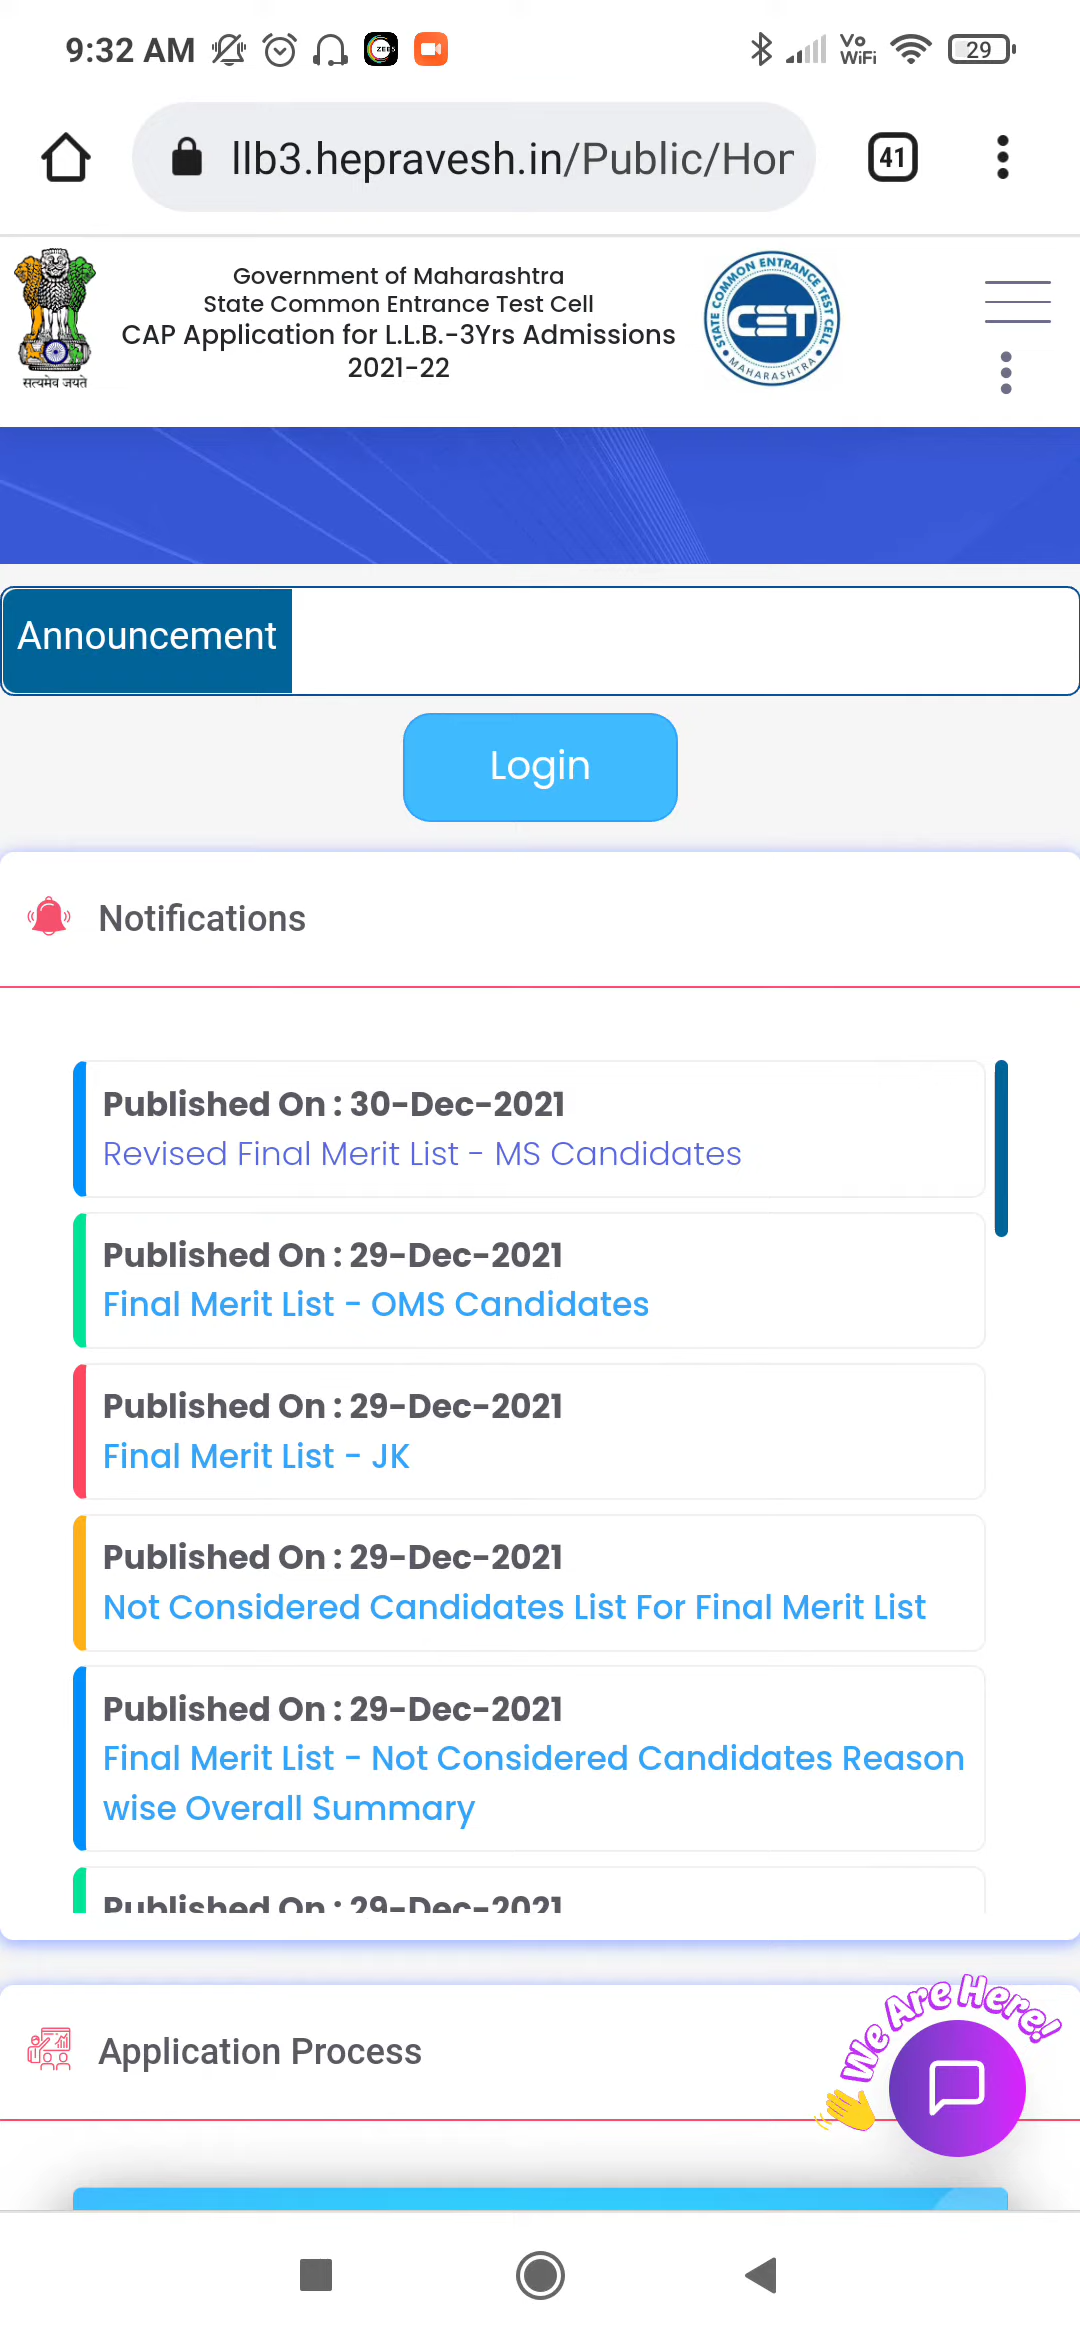 9:32 AM
Vo
WiFi
29
llb3.hepravesh.in/Public/Hor
41
Government of Maharashtra
State Common Entrance Test Cell
CAP Application for L.L.B.-3Yrs Admissions
2021-22
सत्यमेव जयते
STATE COMMON ENTRANCE TEST CELL
CET
MAHARASHTRA
Announcement
Login
Notifications
Published On : 30-Dec-2021
Revised Final Merit List - MS Candidates
Published On : 29-Dec-2021
Final Merit List - OMS Candidates
Published On : 29-Dec-2021
Final Merit List - JK
Published On : 29-Dec-2021
Not Considered Candidates List For Final Merit List
Published On : 29-Dec-2021
Final Merit List - Not Considered Candidates Reason
wise Overall Summary
Published On : 29-Dec-2021
We Are Here!
Application Process